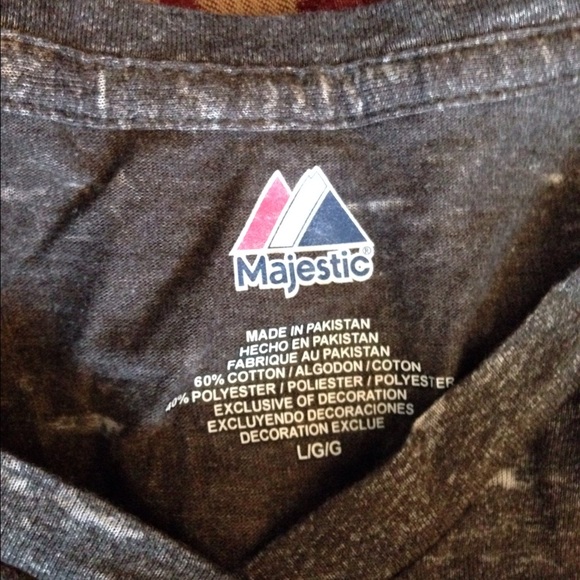 Majestic®
MADE IN PAKISTAN
HECHO EN PAKISTAN
FABRIQUE AU PAKISTAN
60% COTTON / ALGODON / COTON
40% POLYESTER / POLIESTER / POLYESTER
EXCLUSIVE OF DECORATION
EXCLUYENDO DECORACIONES
DECORATION EXCLUE
L/G/G